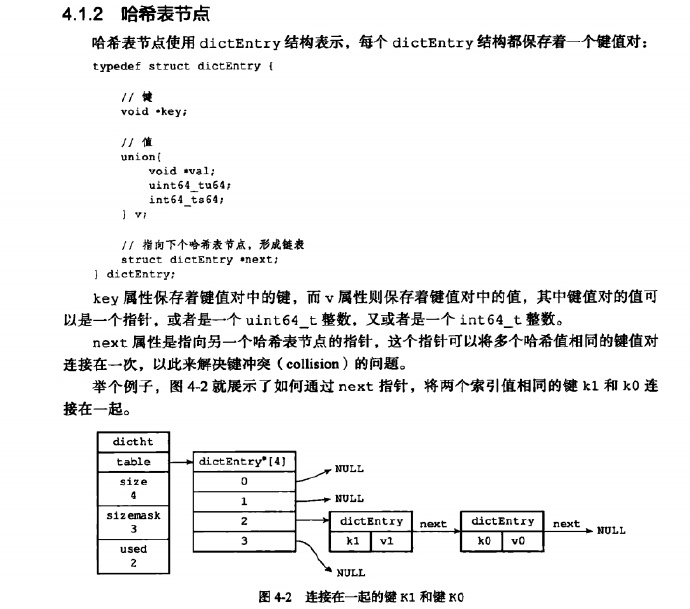 4.1.2 哈希表节点
哈希表节点使用 dictEntry 结构表示，每个 dictEntry 结构都保存着一个键值对：
typedef struct dictEntry {
// 键
void *key;
// 值
union{
void *val;
uint64_tu64;
int64_ts64;
} v;
// 指向下个哈希表节点，形成链表
struct dictEntry *next;
} dictEntry;
key 属性保存着键值对中的键，而 v 属性则保存着键值对中的值，其中键值对的值可
以是一个指针，或者是一个 uint64_t 整数，又或者是一个 int64_t 整数。
next 属性是指向另一个哈希表节点的指针，这个指针可以将多个哈希值相同的键值对
连接在一次，以此来解决键冲突（collision）的问题。
举个例子，图 4-2 就展示了如何通过 next 指针，将两个索引值相同的键 k1 和 k0 连
接在一起。
dictht
table
size
4
sizemask
3
used
2
dictEntry*[4]
0
1
2
3
NULL
NULL
dictEntry
k1 v1
next
dictEntry
k0 v0
next
NULL
NULL
图 4-2 连接在一起的键 K1 和键 K0